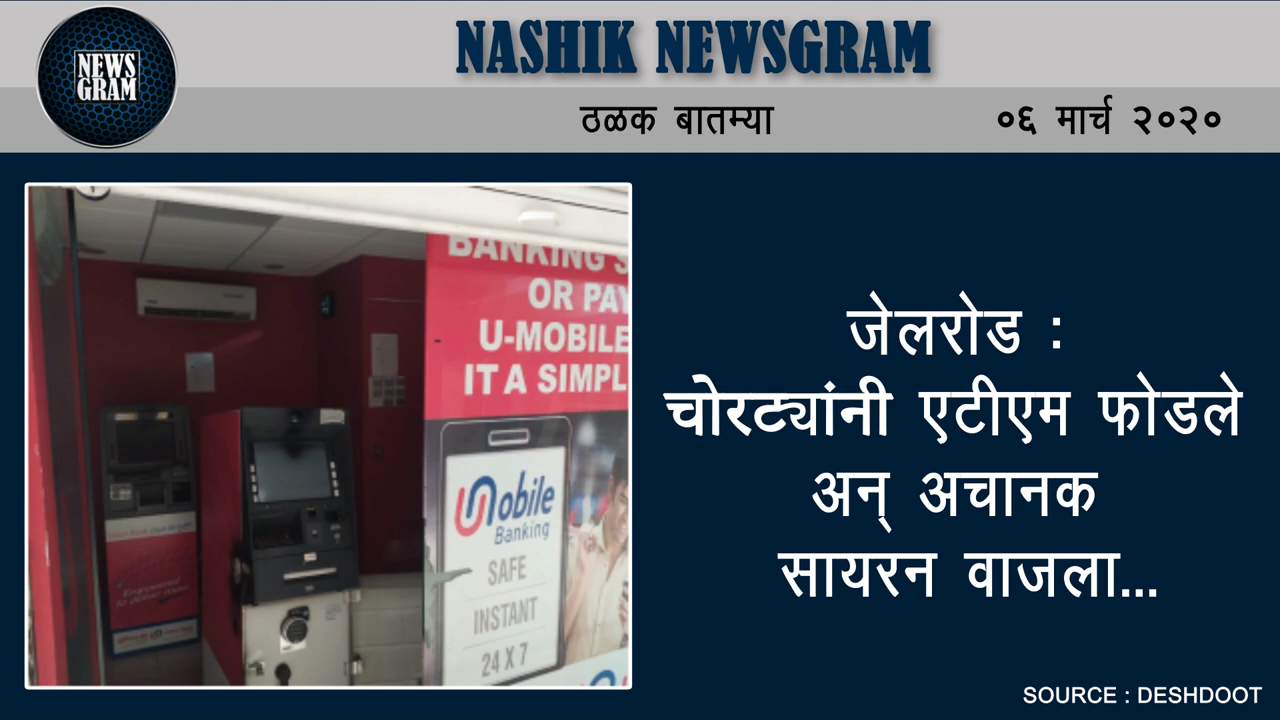 NEWS
GRAM
NASHIK NEWSGRAM
ठळक बातम्या
०६ मार्च २०२०
BANKING
OR PAY
U-MOBILE
IT A SIMPL
UMobile
Banking
SAFE
INSTANT
24 X 7
जेलरोड :
चोरट्यांनी एटीएम फोडले
अन् अचानक
सायरन वाजला...
SOURCE : DESHDOOT